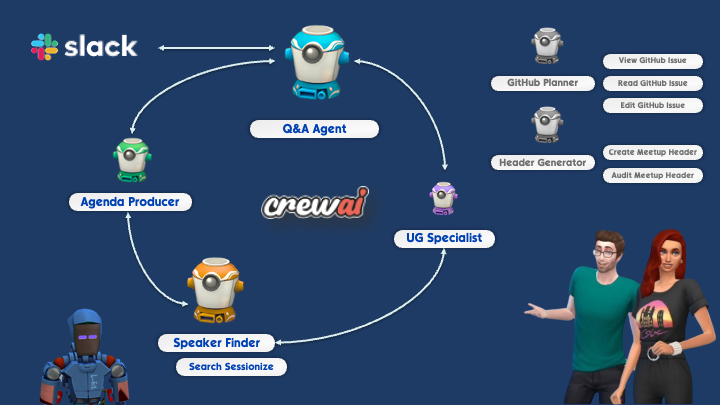 slack
Q&A Agent
Agenda Producer
crewai
UG Specialist
Speaker Finder
Search Sessionize
GitHub Planner
View GitHub Issue
Read GitHub Issue
Edit GitHub Issue
Header Generator
Create Meetup Header
Audit Meetup Header